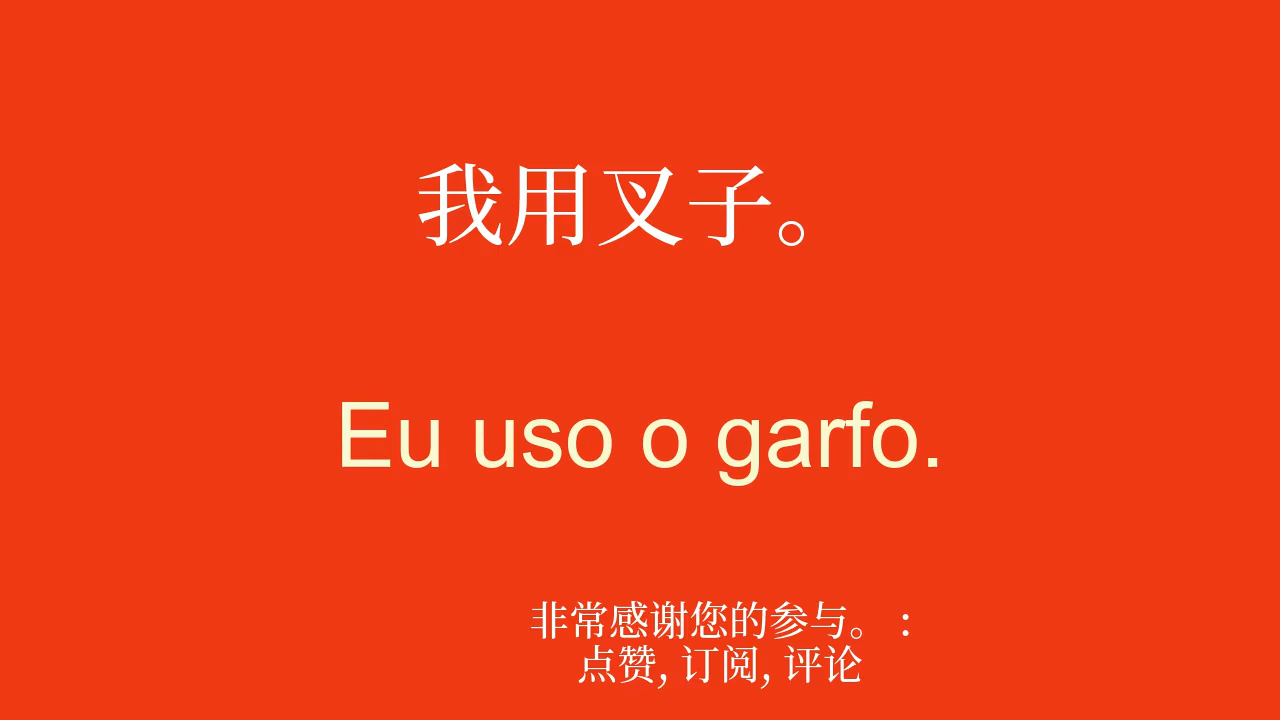 我用叉子。
Eu uso o garfo.
非常感谢您的参与。 :
点赞, 订阅, 评论